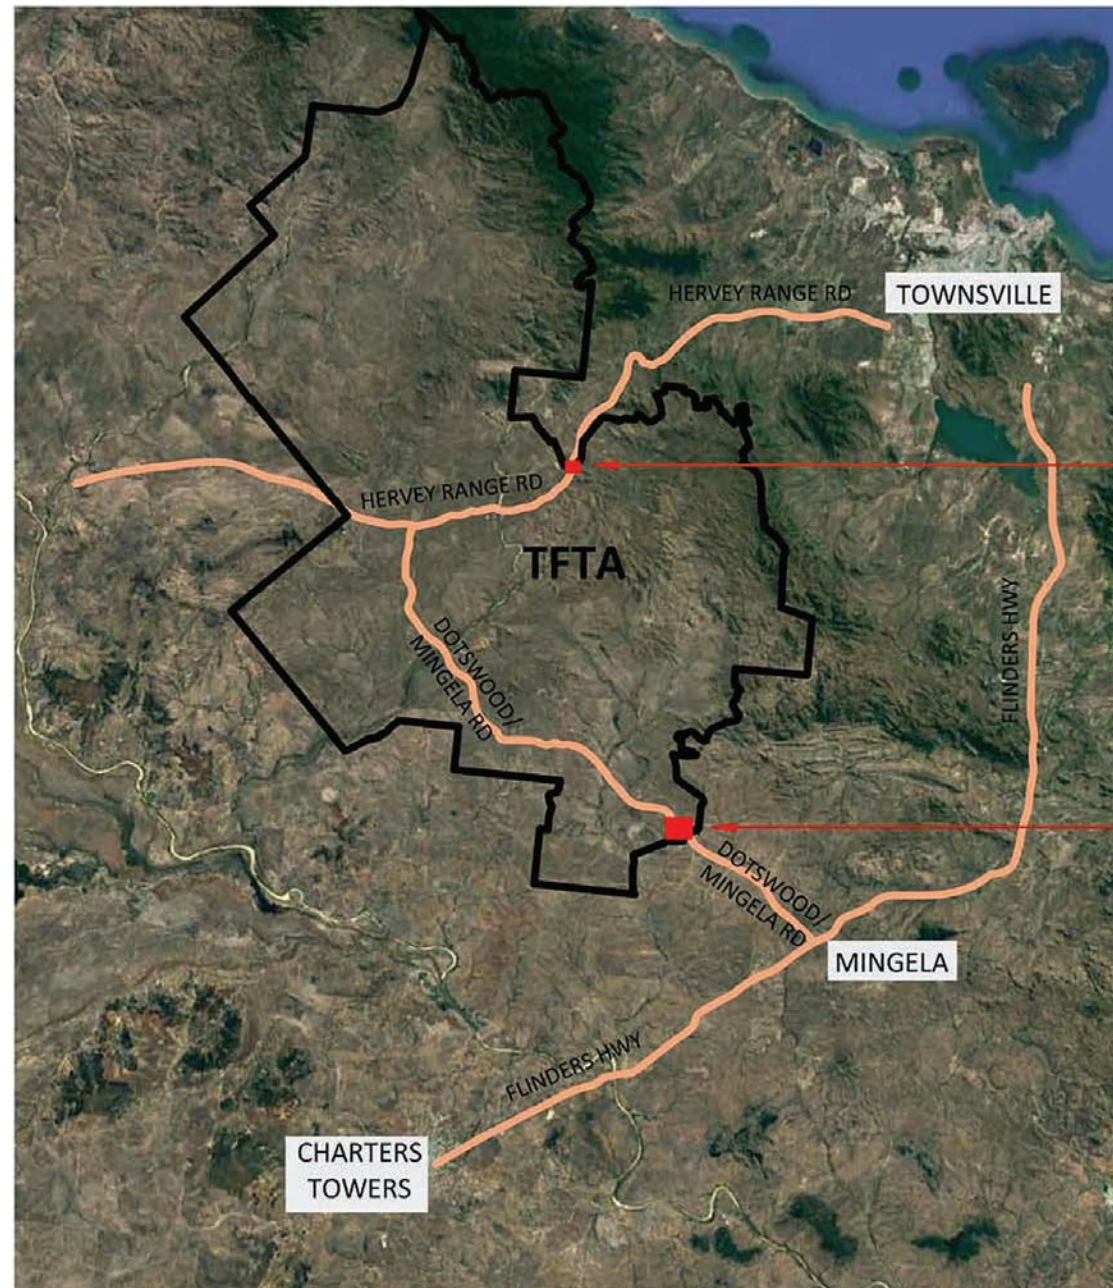 HERVEY RANGE RD
TOWNSVILLE
HERVEY RANGE RD
TFTA
FLINDERS HWY
DOTSWOOD/
MINGELA RD
DOTSWOOD/
MINGELA RD
MINGELA
FLINDERS HWY
CHARTERS
TOWERS